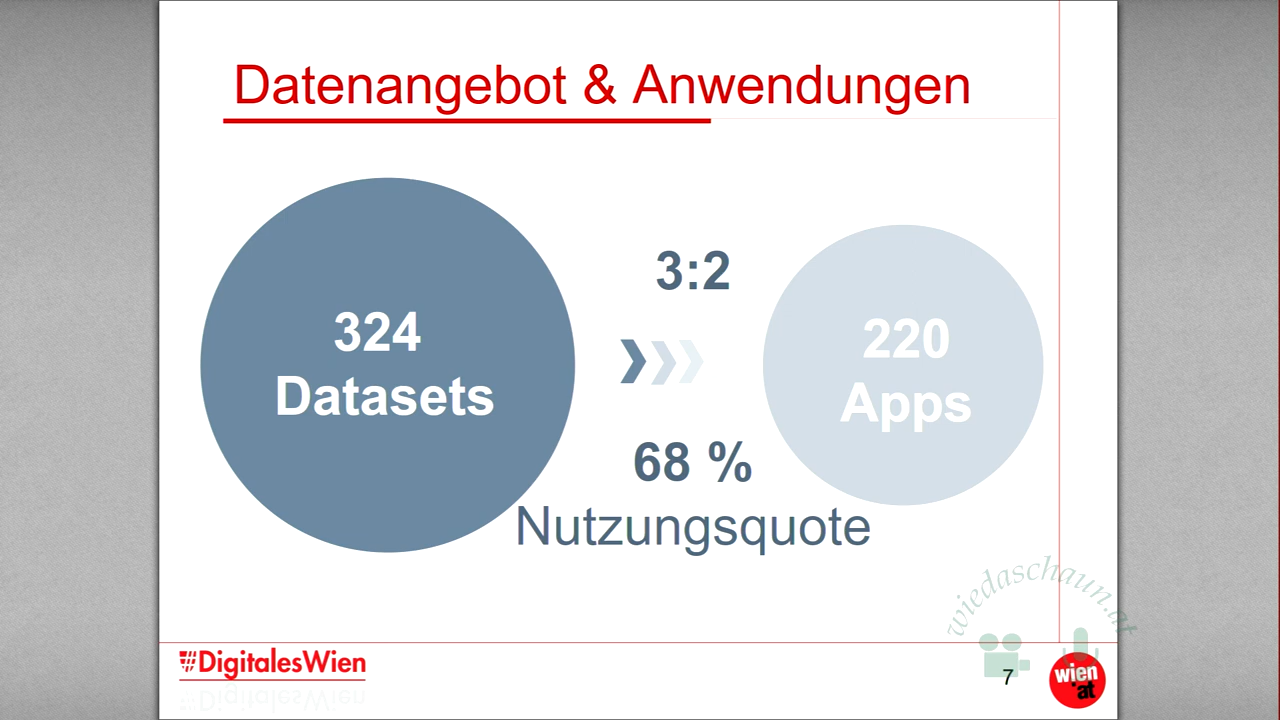 Datenangebot & Anwendungen
324
Datasets
3:2
68 %
Nutzungsquote
220
Apps
wiedaschaun.at
#DigitalesWien
7
wien
.at